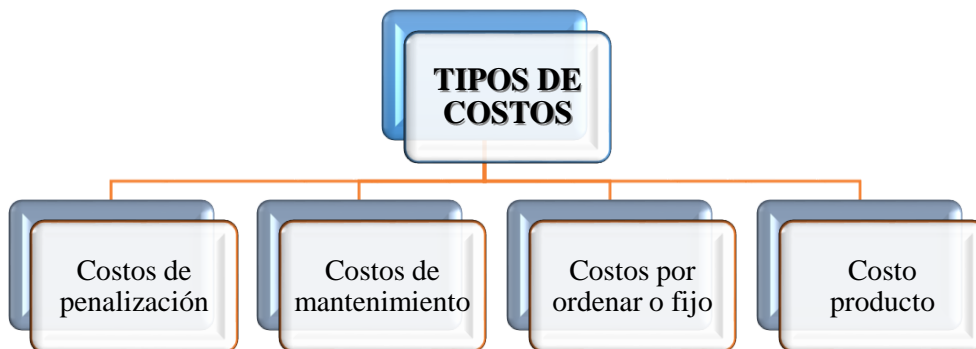 TIPOS DE
COSTOS
Costos de
penalización
Costos de
mantenimiento
Costos por
ordenar o fijo
Costo
producto